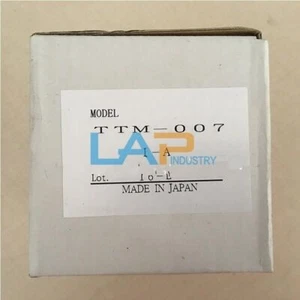 MODEL
TTM-007
LAP
INDUSTRY
I-A
Lot.
MADE IN JAPAN